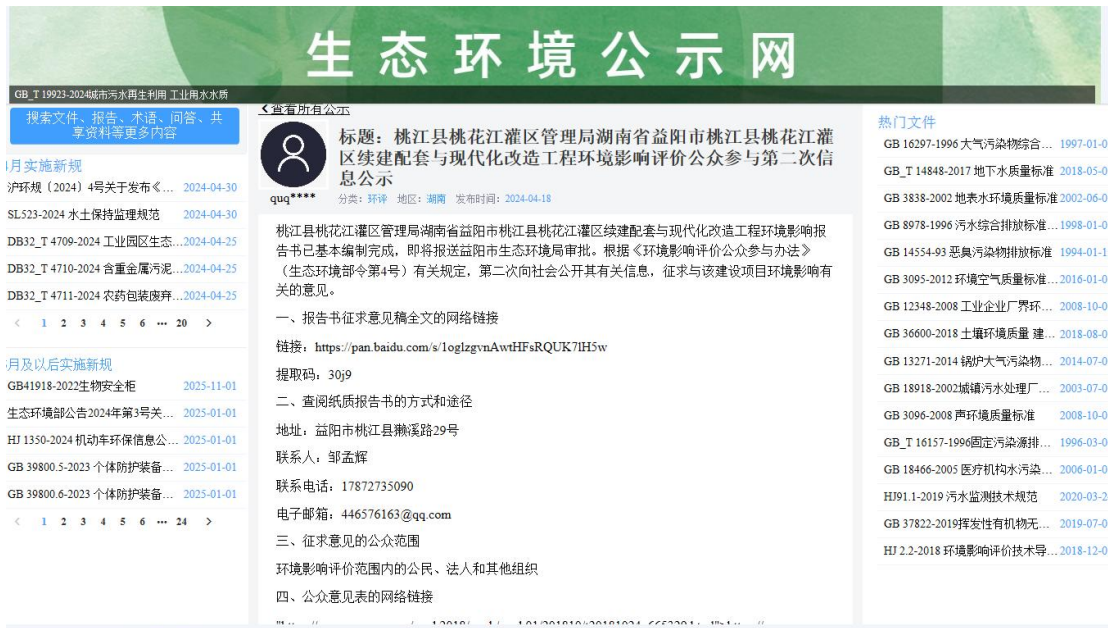 生态环境公示网
GB_T 19923-2024城市污水再生利用 工业用水水质
搜索文件、报告、术语、问答、共
享资料等更多内容
月实施新规
沪环规〔2024〕4号关于发布《... 2024-04-30
SL523-2024 水土保持监理规范 2024-04-30
DB32_T 4709-2024 工业园区生态... 2024-04-25
DB32_T 4710-2024 含重金属污泥... 2024-04-25
DB32_T 4711-2024 农药包装废弃... 2024-04-25
< 1 2 3 4 5 6 ··· 20 >
月及以后实施新规
GB41918-2022生物安全柜 2025-11-01
生态环境部公告2024年第3号关... 2025-01-01
HJ 1350-2024 机动车环保信息公... 2025-01-01
GB 39800.5-2023 个体防护装备... 2025-01-01
GB 39800.6-2023 个体防护装备... 2025-01-01
< 1 2 3 4 5 6 ··· 24 >
<查看所有公示
quq****
标题：桃江县桃花江灌区管理局湖南省益阳市桃江县桃花江灌
区续建配套与现代化改造工程环境影响评价公众参与第二次信
息公示
分类：环评 地区：湖南 发布时间：2024-04-18
桃江县桃花江灌区管理局湖南省益阳市桃江县桃花江灌区续建配套与现代化改造工程环境影响报
告书已基本编制完成，即将报送益阳市生态环境局审批。根据《环境影响评价公众参与办法》
（生态环境部令第4号）有关规定，第二次向社会公开其有关信息，征求与该建设项目环境影响有
关的意见。
一、报告书征求意见稿全文的网络链接
链接：https://pan.baidu.com/s/1oglzgvnAwtHFsRQUK7lH5w
提取码：30j9
二、查阅纸质报告书的方式和途径
地址：益阳市桃江县獭溪路29号
联系人：邹孟辉
联系电话：17872735090
电子邮箱：446576163@qq.com
三、征求意见的公众范围
环境影响评价范围内的公民、法人和其他组织
四、公众意见表的网络链接
热门文件
GB 16297-1996 大气污染物综合... 1997-01-0
GB_T 14848-2017 地下水质量标准 2018-05-0
GB 3838-2002 地表水环境质量标准 2002-06-0
GB 8978-1996 污水综合排放标准... 1998-01-0
GB 14554-93 恶臭污染物排放标准 1994-01-1
GB 3095-2012 环境空气质量标准... 2016-01-0
GB 12348-2008 工业企业厂界环... 2008-10-0
GB 36600-2018 土壤环境质量 建... 2018-08-0
GB 13271-2014 锅炉大气污染物... 2014-07-0
GB 18918-2002城镇污水处理厂... 2003-07-0
GB 3096-2008 声环境质量标准 2008-10-0
GB_T 16157-1996固定污染源排... 1996-03-0
GB 18466-2005 医疗机构水污染... 2006-01-0
HJ91.1-2019 污水监测技术规范 2020-03-2
GB 37822-2019挥发性有机物无... 2019-07-0
HJ 2.2-2018 环境影响评价技术导... 2018-12-0